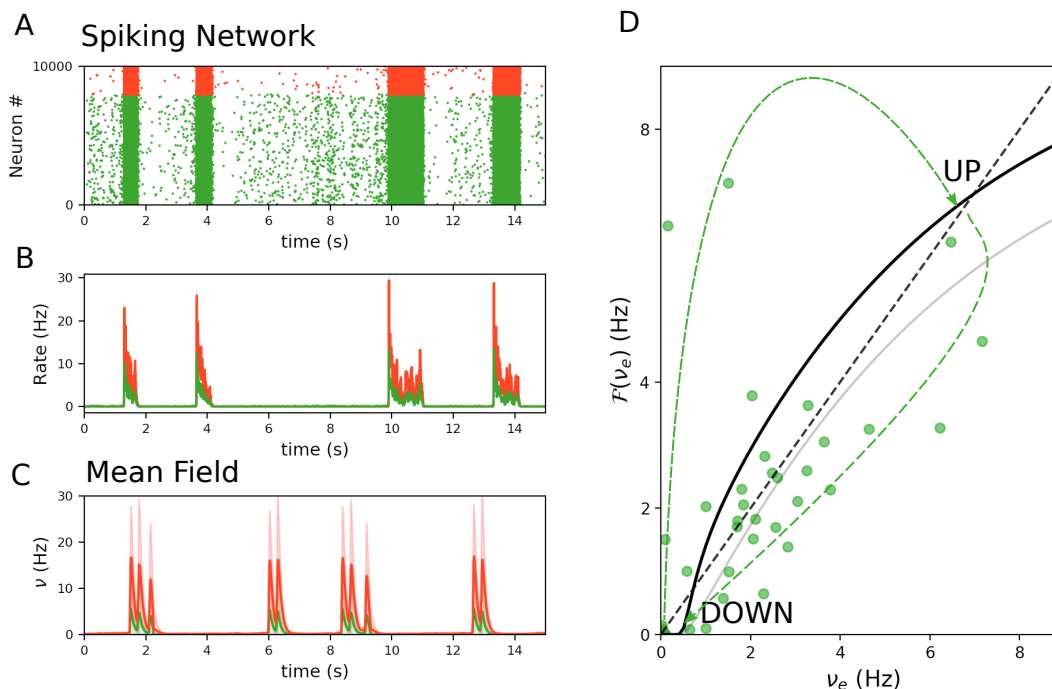 A
Spiking Network
10000
Neuron #
0
0 2 4 6 8 10 12 14
time (s)
B
30
20
10
0
Rate (Hz)
0 2 4 6 8 10 12 14
time (s)
C
Mean Field
30
20
10
0
ν (Hz)
0 2 4 6 8 10 12 14
time (s)
D
8
4
2
0
ℱ(νₑ) (Hz)
UP
DOWN
0 2 4 6 8
νₑ (Hz)